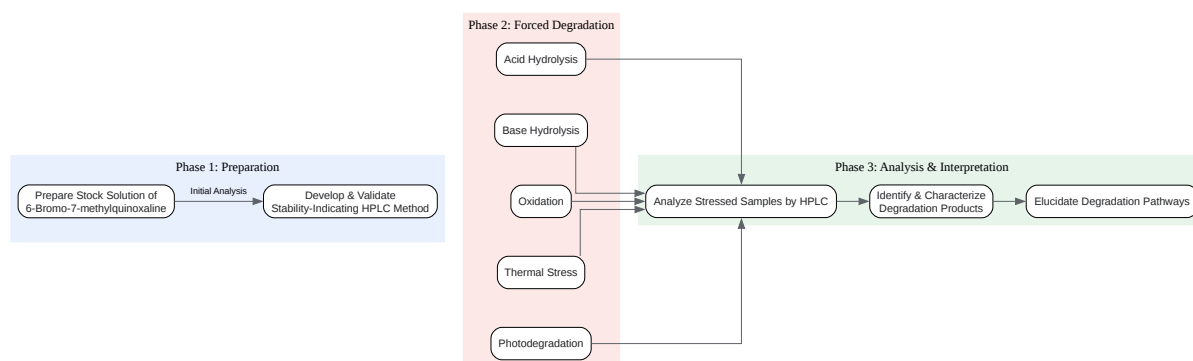 Phase 1: Preparation
Prepare Stock Solution of
6-Bromo-7-methylquinoxaline
Initial Analysis
Develop & Validate
Stability-Indicating HPLC Method
Phase 2: Forced Degradation
Acid Hydrolysis
Base Hydrolysis
Oxidation
Thermal Stress
Photodegradation
Phase 3: Analysis & Interpretation
Analyze Stressed Samples by HPLC
Identify & Characterize
Degradation Products
Elucidate Degradation Pathways